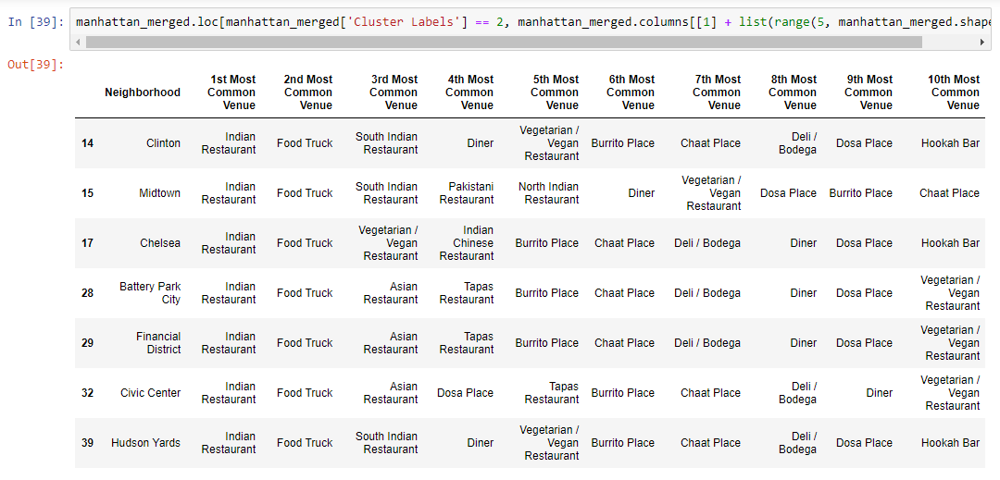 In [39]: manhattan_merged.loc[manhattan_merged['Cluster Labels'] == 2, manhattan_merged.columns[[1] + list(range(5, manhattan_merged.shape
Out[39]:
Neighborhood 1st Most Common Venue 2nd Most Common Venue 3rd Most Common Venue 4th Most Common Venue 5th Most Common Venue 6th Most Common Venue 7th Most Common Venue 8th Most Common Venue 9th Most Common Venue 10th Most Common Venue
14 Clinton Indian Restaurant Food Truck South Indian Restaurant Diner Vegetarian / Vegan Restaurant Burrito Place Chaat Place Deli / Bodega Dosa Place Hookah Bar
15 Midtown Indian Restaurant Food Truck South Indian Restaurant Pakistani Restaurant North Indian Restaurant Diner Vegetarian / Vegan Restaurant Dosa Place Burrito Place Chaat Place
17 Chelsea Indian Restaurant Food Truck Vegetarian / Vegan Restaurant Indian Chinese Restaurant Burrito Place Chaat Place Deli / Bodega Diner Dosa Place Hookah Bar
28 Battery Park City Indian Restaurant Food Truck Asian Restaurant Tapas Restaurant Burrito Place Chaat Place Deli / Bodega Diner Dosa Place Vegetarian / Vegan Restaurant
29 Financial District Indian Restaurant Food Truck Asian Restaurant Tapas Restaurant Burrito Place Chaat Place Deli / Bodega Diner Dosa Place Vegetarian / Vegan Restaurant
32 Civic Center Indian Restaurant Food Truck Asian Restaurant Dosa Place Tapas Restaurant Burrito Place Chaat Place Deli / Bodega Diner Vegetarian / Vegan Restaurant
39 Hudson Yards Indian Restaurant Food Truck South Indian Restaurant Diner Vegetarian / Vegan Restaurant Burrito Place Chaat Place Deli / Bodega Dosa Place Hookah Bar